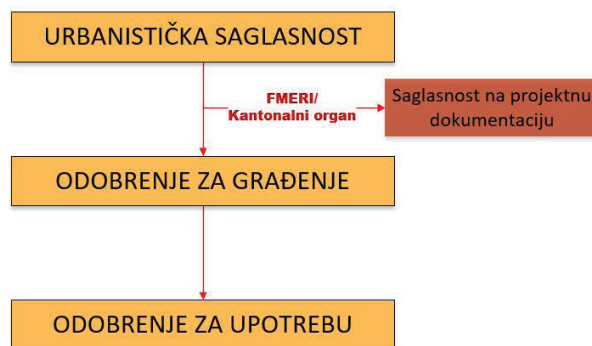 URBANISTIČKA SAGLASNOST
FMERI/
Kantonalni organ
Saglasnost na projektnu
dokumentaciju
ODOBRENJE ZA GRAĐENJE
ODOBRENJE ZA UPOTREBU